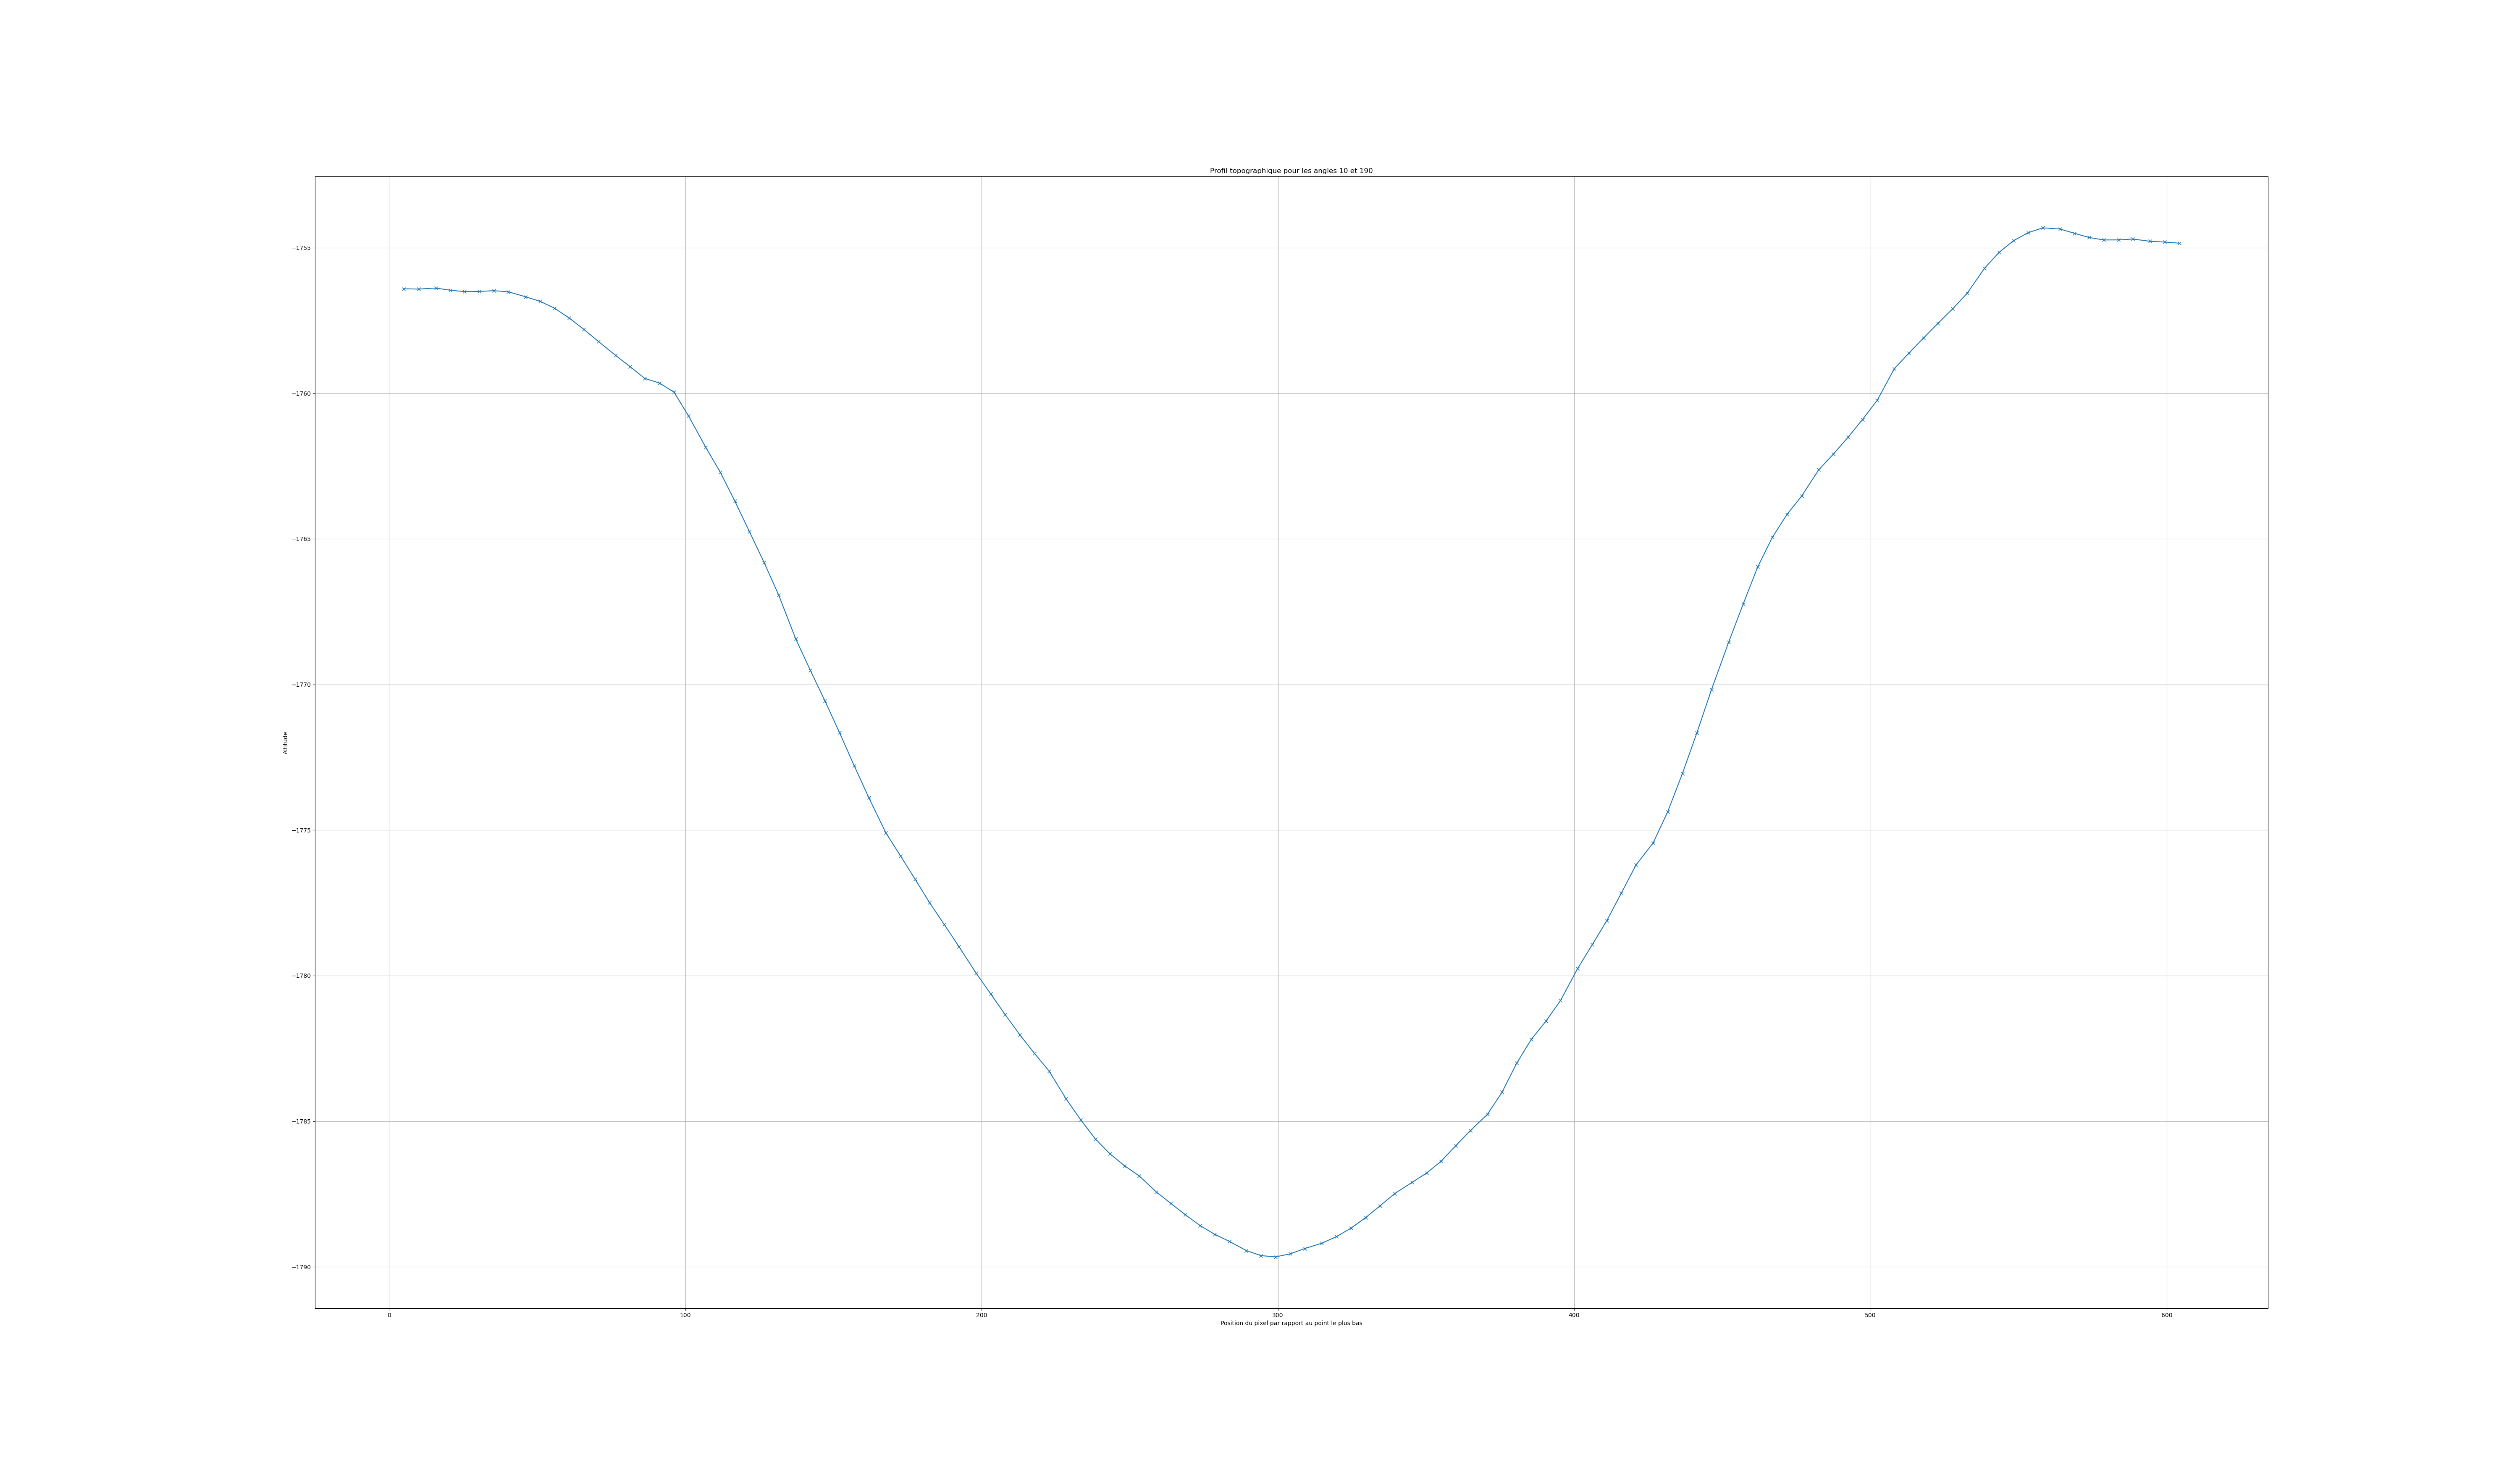 Profil topographique pour les angles 10 et 190
−1755
−1760
−1765
−1770
−1775
−1780
−1785
−1790
Altitude
0 100 200 300 400 500 600
Position du pixel par rapport au point le plus bas